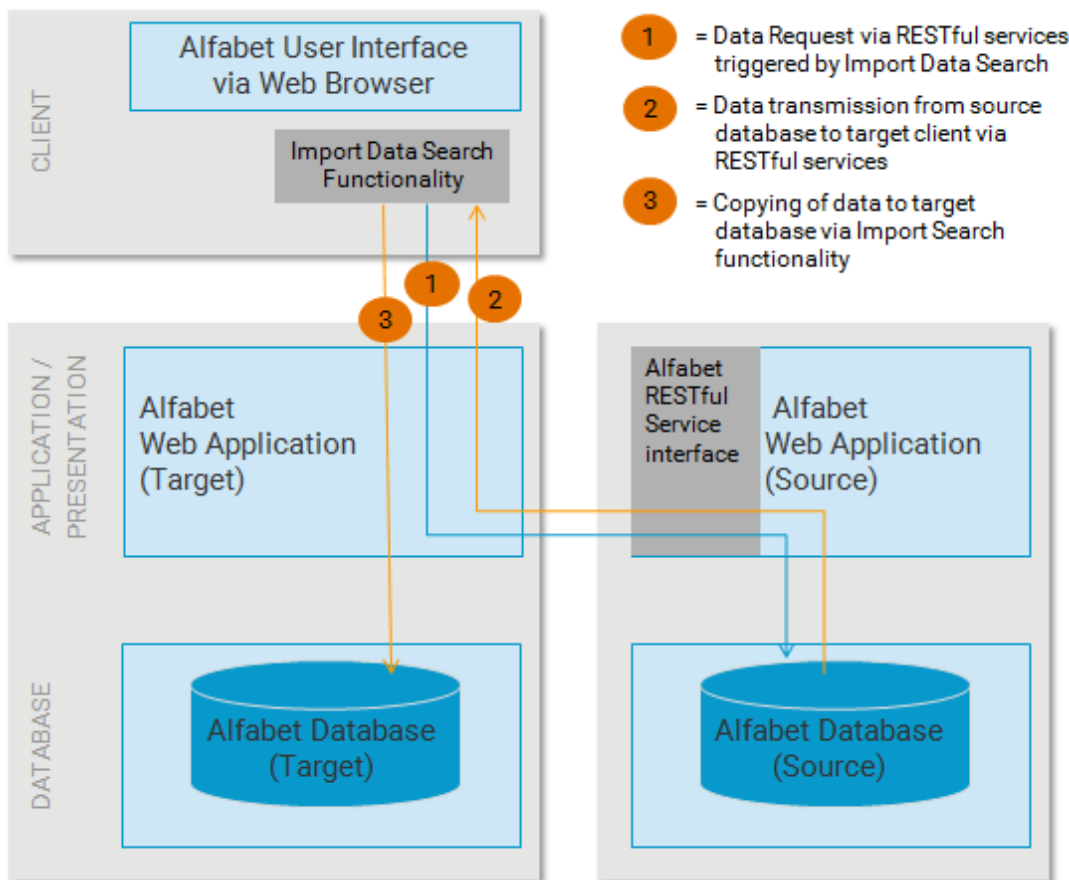 Alfabet User Interface
via Web Browser
CLIENT
Import Data Search
Functionality
1
= Data Request via RESTful services
triggered by Import Data Search
2
= Data transmission from source
database to target client via
RESTful services
3
= Copying of data to target
database via Import Search
functionality
1
2
3
APPLICATION /
PRESENTATION
Alfabet
Web Application
(Target)
Alfabet
RESTful
Service
interface
Alfabet
Web Application
(Source)
DATABASE
Alfabet Database
(Target)
Alfabet Database
(Source)